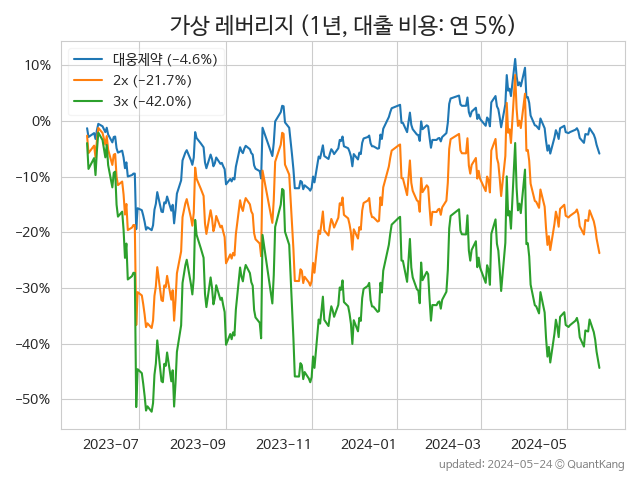 가상 레버리지 (1년, 대출 비용: 연 5%)
대웅제약 (−4.6%)
2x (−21.7%)
3x (−42.0%)
10%
0%
−10%
−20%
−30%
−40%
−50%
2023-07 2023-09 2023-11 2024-01 2024-03 2024-05
updated: 2024-05-24 © QuantKang